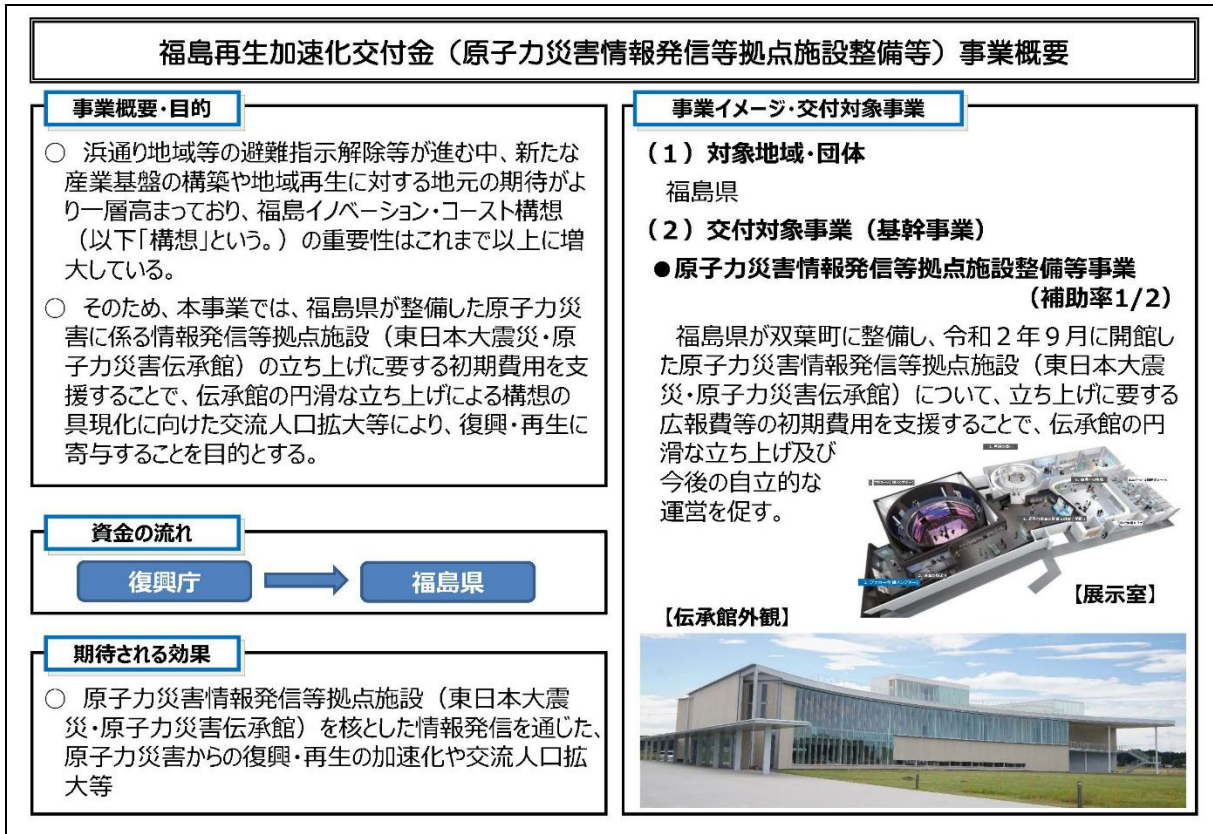 福島再生加速化交付金（原子力災害情報発信等拠点施設整備等）事業概要
事業概要・目的
○ 浜通り地域等の避難指示解除等が進む中、新たな
産業基盤の構築や地域再生に対する地元の期待がよ
り一層高まっており、福島イノベーション・コースト構想
（以下「構想」という。）の重要性はこれまで以上に増
大している。
○ そのため、本事業では、福島県が整備した原子力災
害に係る情報発信等拠点施設（東日本大震災・原
子力災害伝承館）の立ち上げに要する初期費用を支
援することで、伝承館の円滑な立ち上げによる構想の
具現化に向けた交流人口拡大等により、復興・再生に
寄与することを目的とする。
資金の流れ
復興庁
福島県
期待される効果
○ 原子力災害情報発信等拠点施設（東日本大震
災・原子力災害伝承館）を核とした情報発信を通じた、
原子力災害からの復興・再生の加速化や交流人口拡
大等
事業イメージ・交付対象事業
（１）対象地域・団体
福島県
（２）交付対象事業（基幹事業）
●原子力災害情報発信等拠点施設整備等事業
（補助率1/2）
福島県が双葉町に整備し、令和２年９月に開館し
た原子力災害情報発信等拠点施設（東日本大震
災・原子力災害伝承館）について、立ち上げに要する
広報費等の初期費用を支援することで、伝承館の円
滑な立ち上げ及び
今後の自立的な
運営を促す。
【展示室】
【伝承館外観】